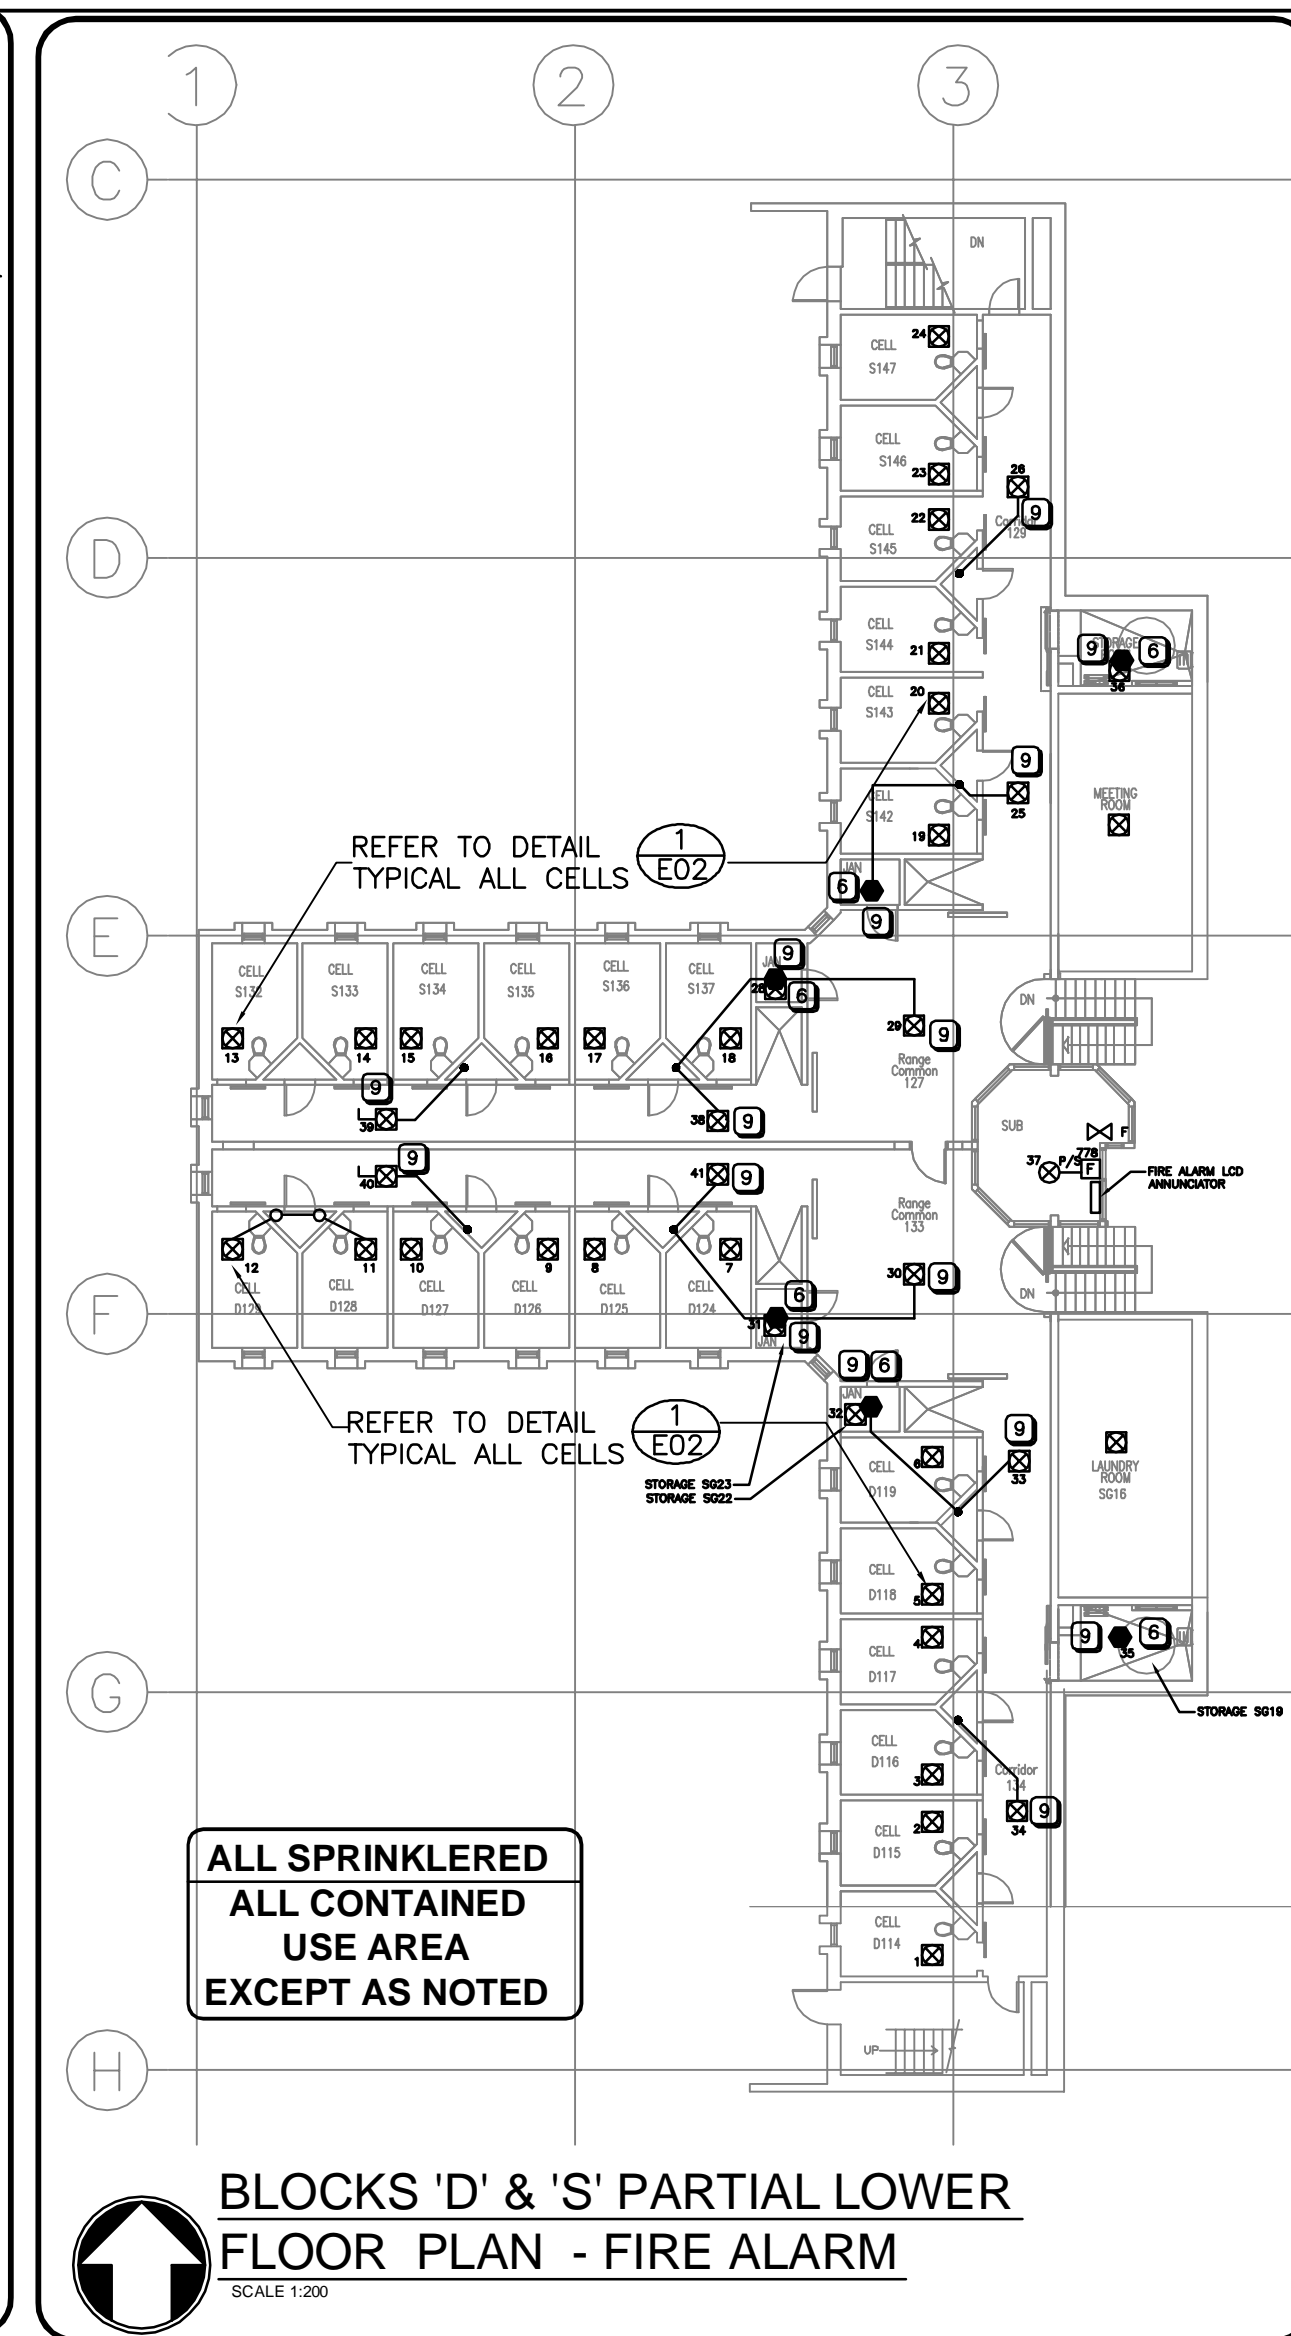 1
2
3
C
DN
24
CELL
S147
CELL
S146
23
26
22
CELL
S145
9
Corridor
129
D
CELL
S144
21
9
STORAGE
6
36
20
CELL
S143
9
25
MEETING
ROOM
CELL
S142
19
REFER TO DETAIL
TYPICAL ALL CELLS
1
E02
JAN
6
9
E
CELL
S132
CELL
S133
CELL
S134
CELL
S135
CELL
S136
CELL
S137
JAN
9
28
6
DN
13
14
15
16
17
18
29
9
Range
Common
127
9
39
38
9
SUB
F
37
P/S
778
F
FIRE ALARM LCD
ANNUNCIATOR
40
9
41
9
Range
Common
133
12
11
10
9
8
7
30
9
DN
F
CELL
D129
CELL
D128
CELL
D127
CELL
D126
CELL
D125
CELL
D124
6
31
9
JAN
9
6
JAN
32
REFER TO DETAIL
TYPICAL ALL CELLS
1
E02
STORAGE SG23
STORAGE SG22
6
CELL
D119
9
33
LAUNDRY
ROOM
SG16
CELL
D118
5
4
CELL
D117
9
6
35
G
STORAGE SG19
CELL
D116
3
Corridor
134
9
34
2
CELL
D115
CELL
D114
1
ALL SPRINKLERED
ALL CONTAINED
USE AREA
EXCEPT AS NOTED
UP
H
BLOCKS 'D' & 'S' PARTIAL LOWER
FLOOR PLAN - FIRE ALARM
SCALE 1:200